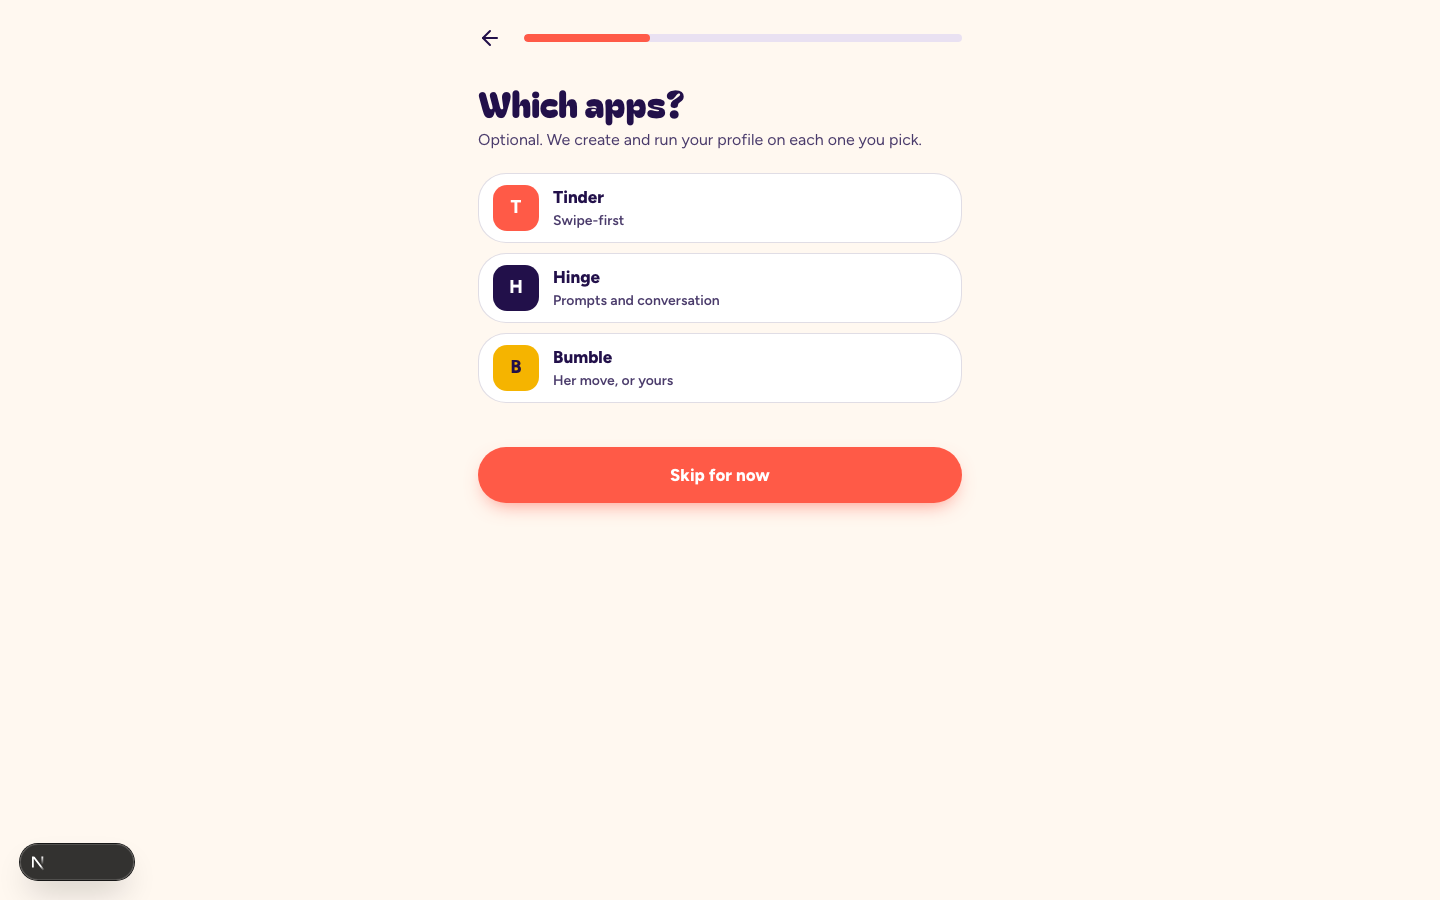 Which apps?
Optional. We create and run your profile on each one you pick.
T
Tinder
Swipe-first
H
Hinge
Prompts and conversation
B
Bumble
Her move, or yours
Skip for now
N